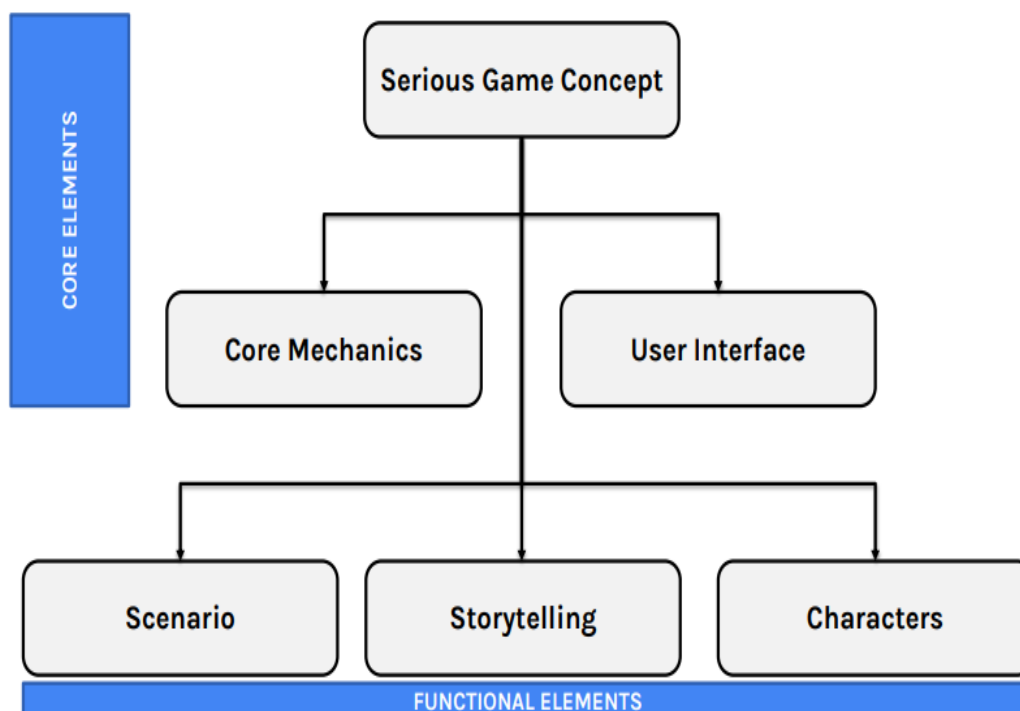 CORE ELEMENTS
Serious Game Concept
Core Mechanics
User Interface
Scenario
Storytelling
Characters
FUNCTIONAL ELEMENTS